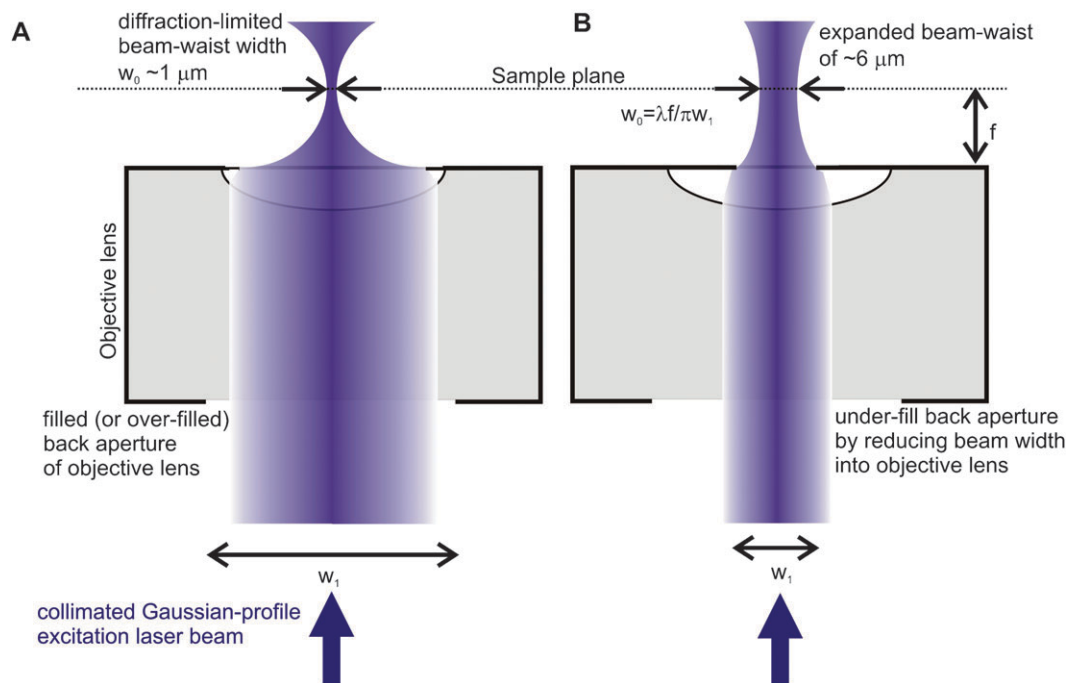 A
diffraction-limited
beam-waist width
w₀ ~1 μm
B
expanded beam-waist
of ~6 μm
Sample plane
w₀=λf/πw₁
f
Objective lens
filled (or over-filled)
back aperture
of objective lens
under-fill back aperture
by reducing beam width
into objective lens
w₁
w₁
collimated Gaussian-profile
excitation laser beam